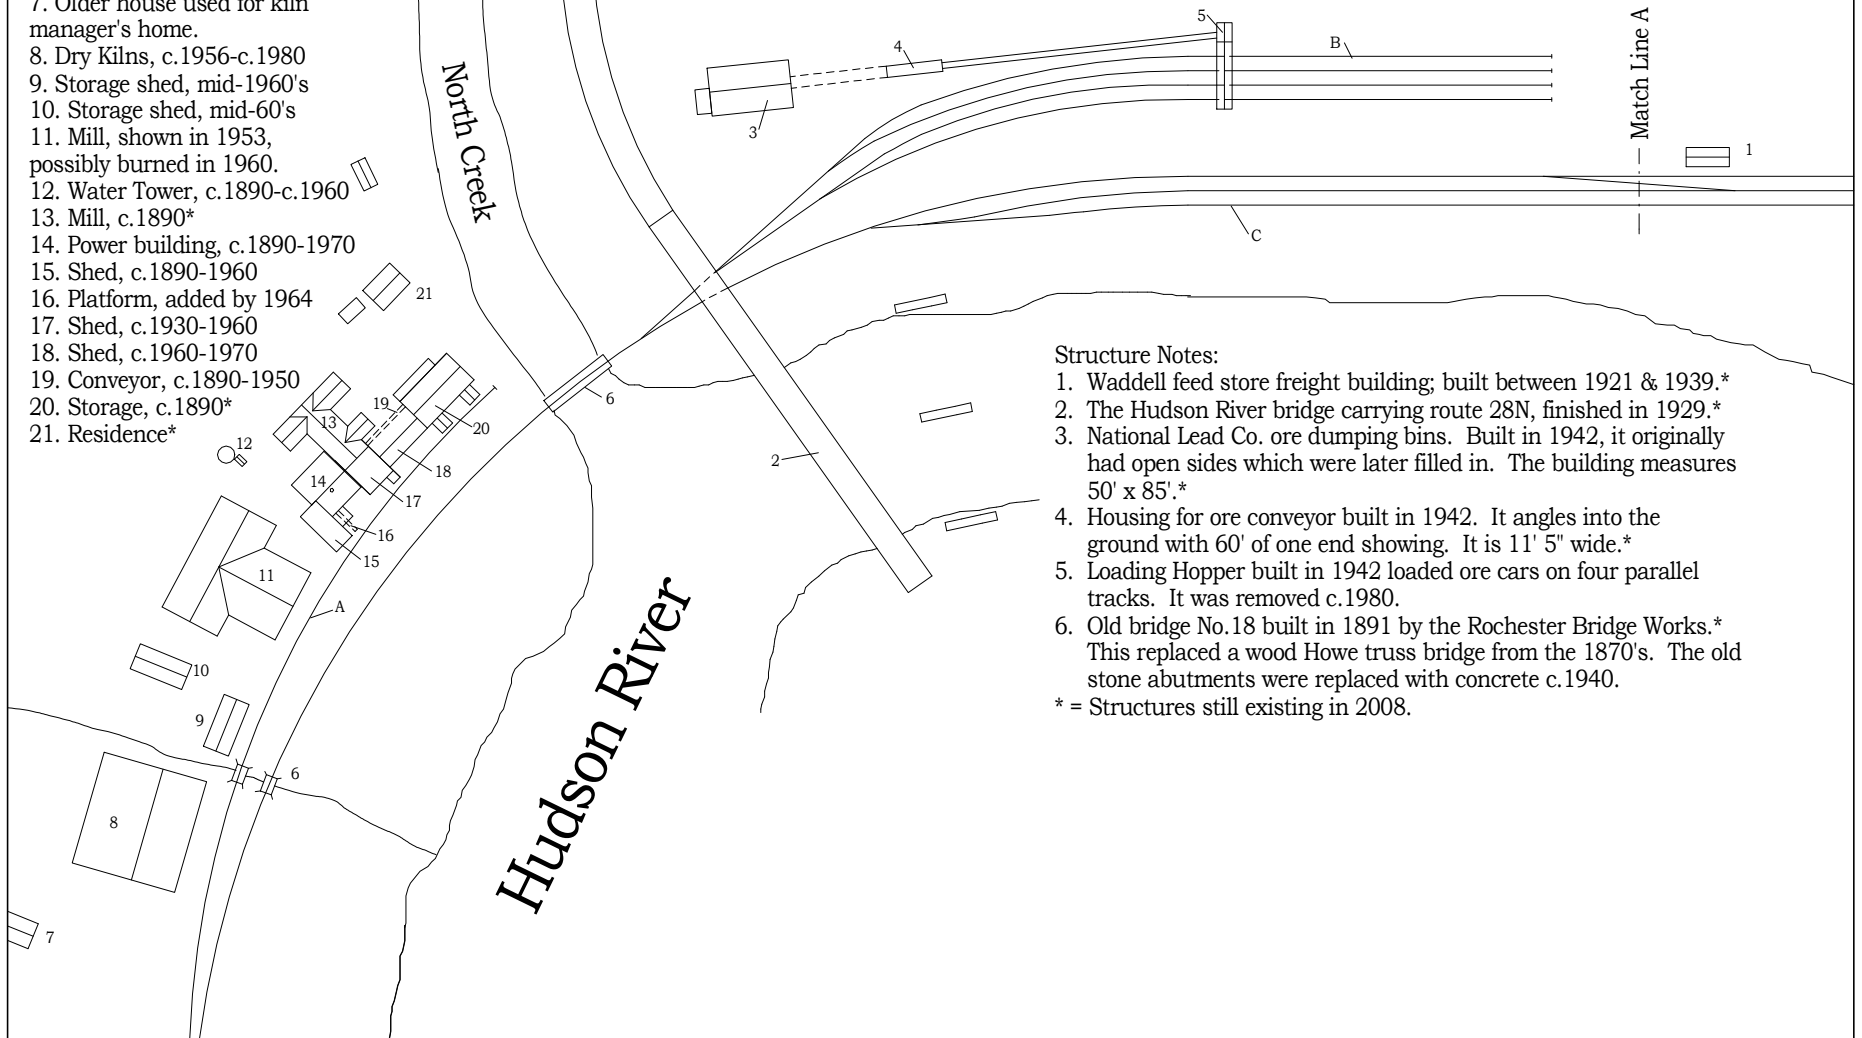 7. Older house used for kiln
manager's home.
8. Dry Kilns, c.1956-c.1980
9. Storage shed, mid-1960's
10. Storage shed, mid-60's
11. Mill, shown in 1953,
possibly burned in 1960.
12. Water Tower, c.1890-c.1960
13. Mill, c.1890*
14. Power building, c.1890-1970
15. Shed, c.1890-1960
16. Platform, added by 1964
17. Shed, c.1930-1960
18. Shed, c.1960-1970
19. Conveyor, c.1890-1950
20. Storage, c.1890*
21. Residence*
North Creek
5
4
B
3
Match Line A
1
C
21
6
19
13
20
12
18
2
14
17
16
15
11
A
10
9
6
8
7
Hudson River
Structure Notes:
1. Waddell feed store freight building; built between 1921 & 1939.*
2. The Hudson River bridge carrying route 28N, finished in 1929.*
3. National Lead Co. ore dumping bins. Built in 1942, it originally
had open sides which were later filled in. The building measures
50' x 85'.*
4. Housing for ore conveyor built in 1942. It angles into the
ground with 60' of one end showing. It is 11' 5" wide.*
5. Loading Hopper built in 1942 loaded ore cars on four parallel
tracks. It was removed c.1980.
6. Old bridge No.18 built in 1891 by the Rochester Bridge Works.*
This replaced a wood Howe truss bridge from the 1870's. The old
stone abutments were replaced with concrete c.1940.
* = Structures still existing in 2008.